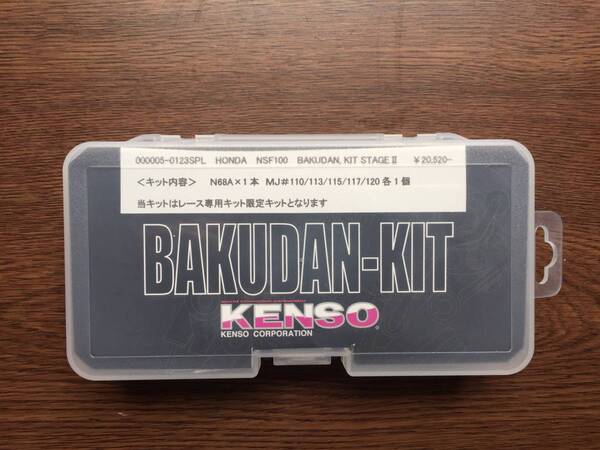 000005-0123SPL HONDA NSF100 BAKUDAN, KIT STAGEⅡ ￥20,520-
＜キット内容＞ N68A×1本 MJ#110/113/115/117/120 各1個
当キットはレース専用キット限定キットとなります
BAKUDAN-KIT
KENSO®
KENSO CORPORATION